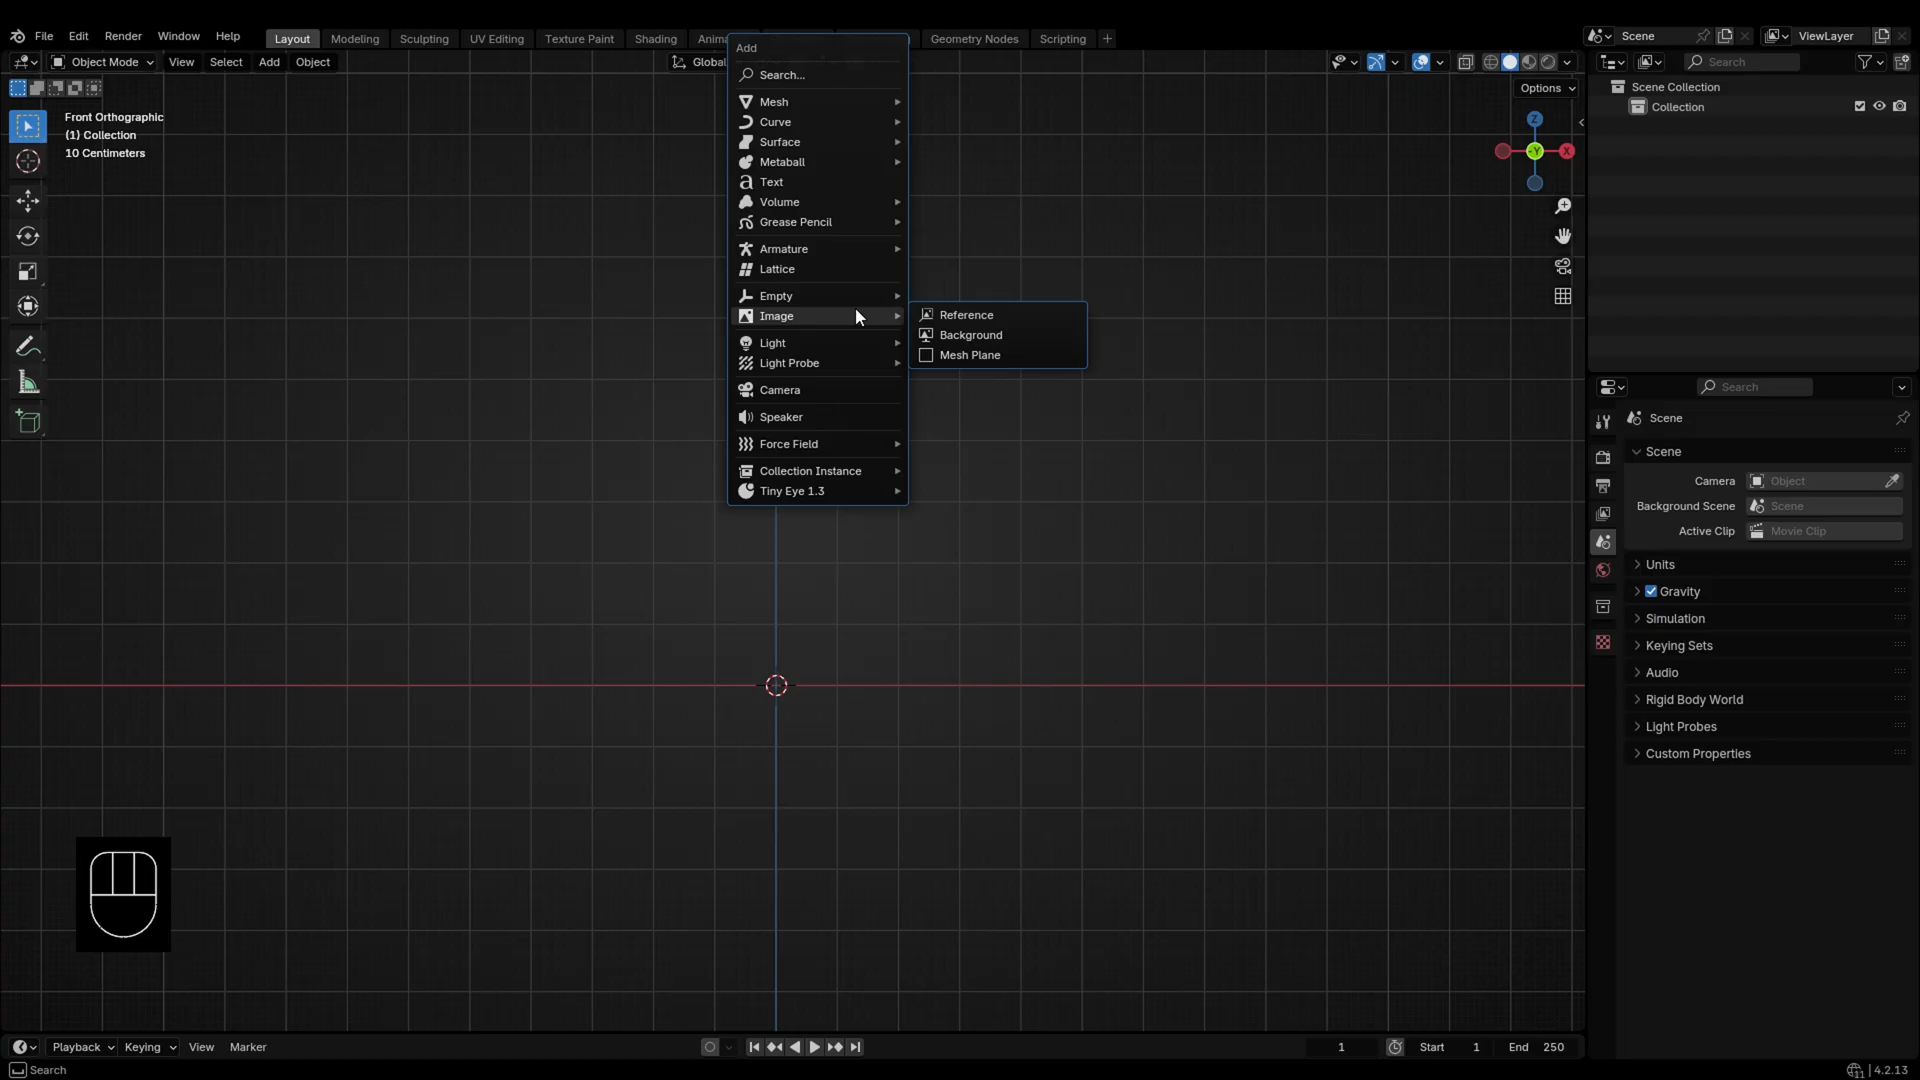 File Edit Render Window Help Layout Modeling Sculpting UV Editing Texture Paint Shading Geometry Nodes Scripting Scene ViewLayer
Object Mode View Select Add Object Global Search
Options
Front Orthographic
(1) Collection
10 Centimeters
Add
Search...
Mesh
Curve
Surface
Metaball
Text
Volume
Grease Pencil
Armature
Lattice
Empty
Image
Light
Light Probe
Camera
Speaker
Force Field
Collection Instance
Tiny Eye 1.3
Reference
Background
Mesh Plane
Z
-Y X
Scene Collection
Collection
Search
Scene
Scene
Camera Object
Background Scene Scene
Active Clip Movie Clip
Units
Gravity
Simulation
Keying Sets
Audio
Rigid Body World
Light Probes
Custom Properties
Playback Keying View Marker 1 Start 1 End 250
Search 4.2.13